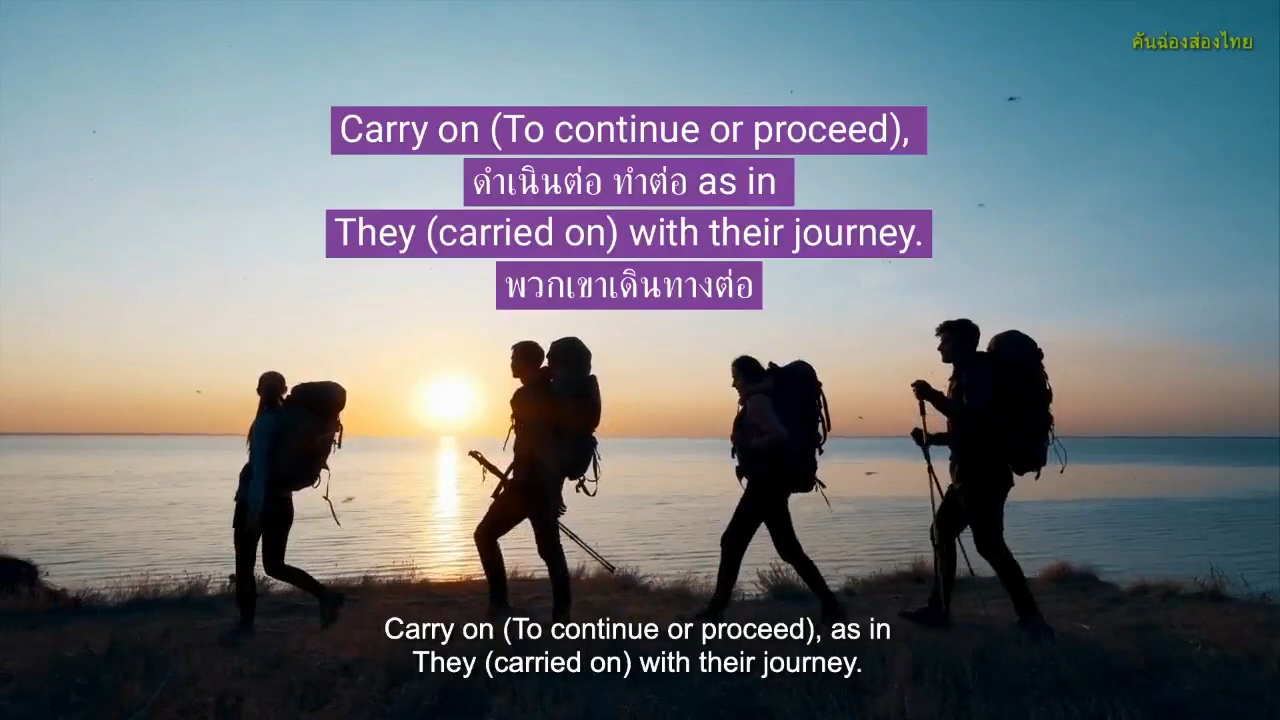 คันฉ่องส่องไทย
Carry on (To continue or proceed),
ดำเนินต่อ ทำต่อ as in
They (carried on) with their journey.
พวกเขาเดินทางต่อ
Carry on (To continue or proceed), as in
They (carried on) with their journey.